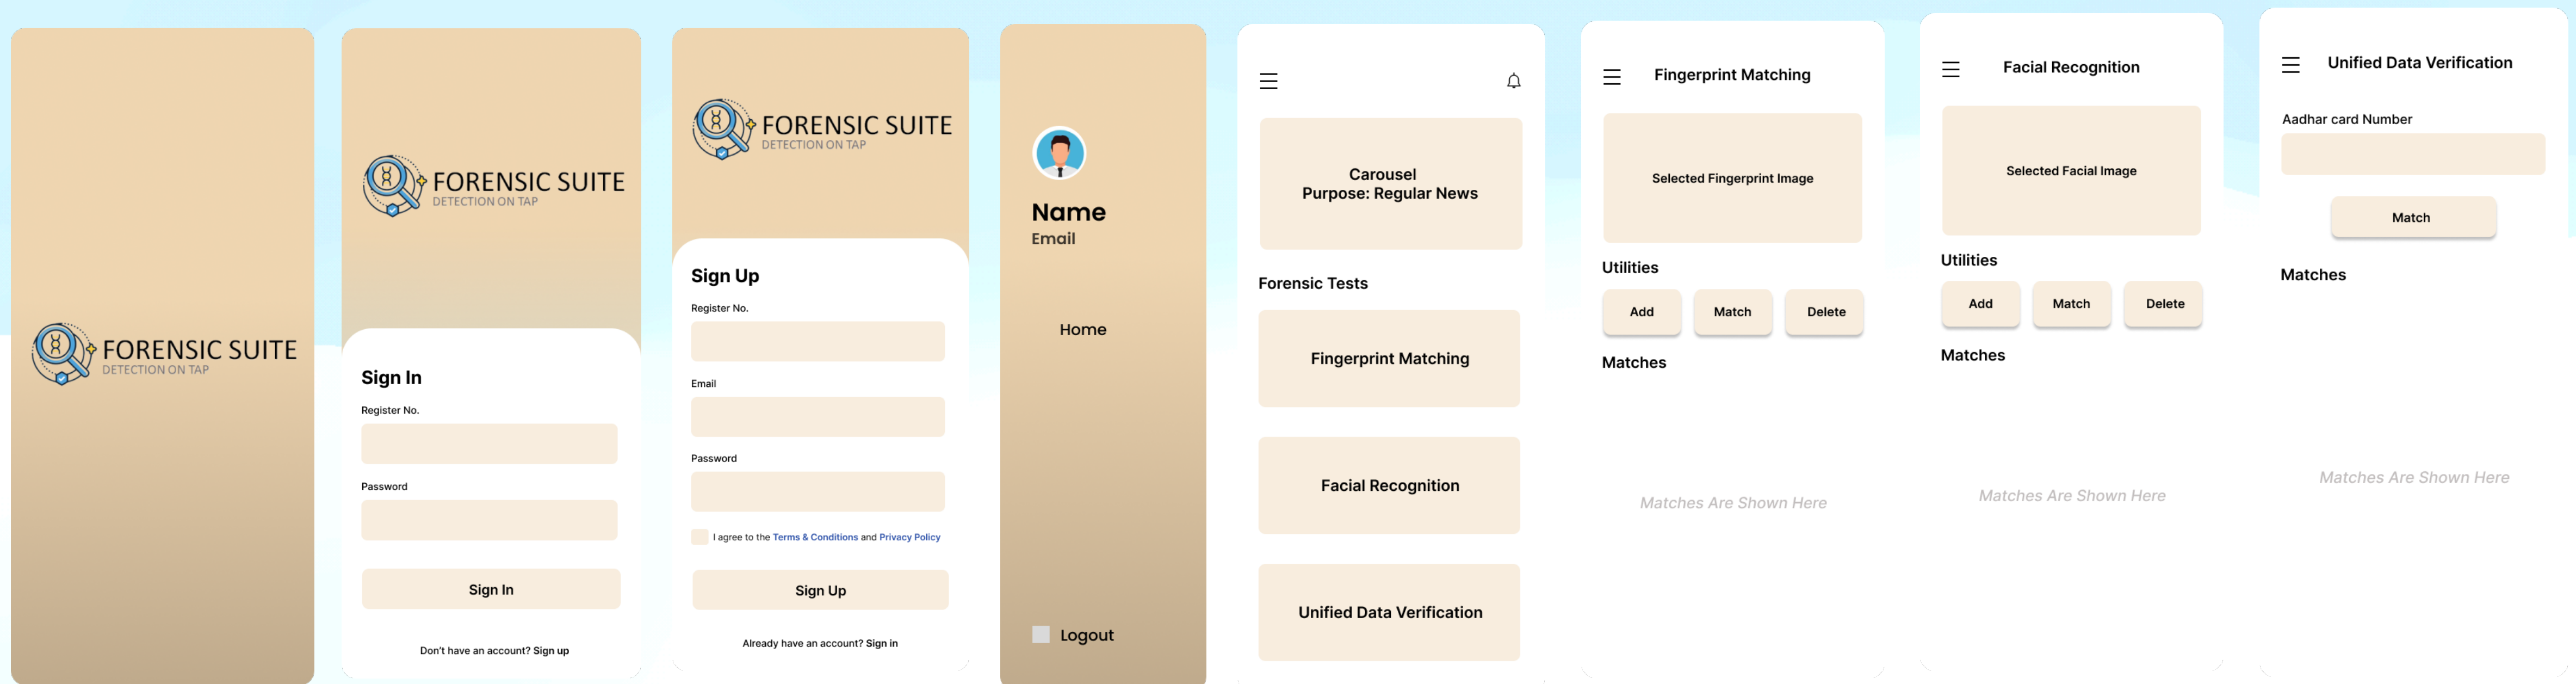 FORENSIC SUITE
DETECTION ON TAP
FORENSIC SUITE
DETECTION ON TAP
Sign In
Register No.
Password
Sign In
Don't have an account? Sign up
FORENSIC SUITE
DETECTION ON TAP
Sign Up
Register No.
Email
Password
I agree to the Terms & Conditions and Privacy Policy
Sign Up
Already have an account? Sign in
Name
Email
Home
Logout
Carousel
Purpose: Regular News
Forensic Tests
Fingerprint Matching
Facial Recognition
Unified Data Verification
Fingerprint Matching
Selected Fingerprint Image
Utilities
Add Match Delete
Matches
Matches Are Shown Here
Facial Recognition
Selected Facial Image
Utilities
Add Match Delete
Matches
Matches Are Shown Here
Unified Data Verification
Aadhar card Number
Match
Matches
Matches Are Shown Here